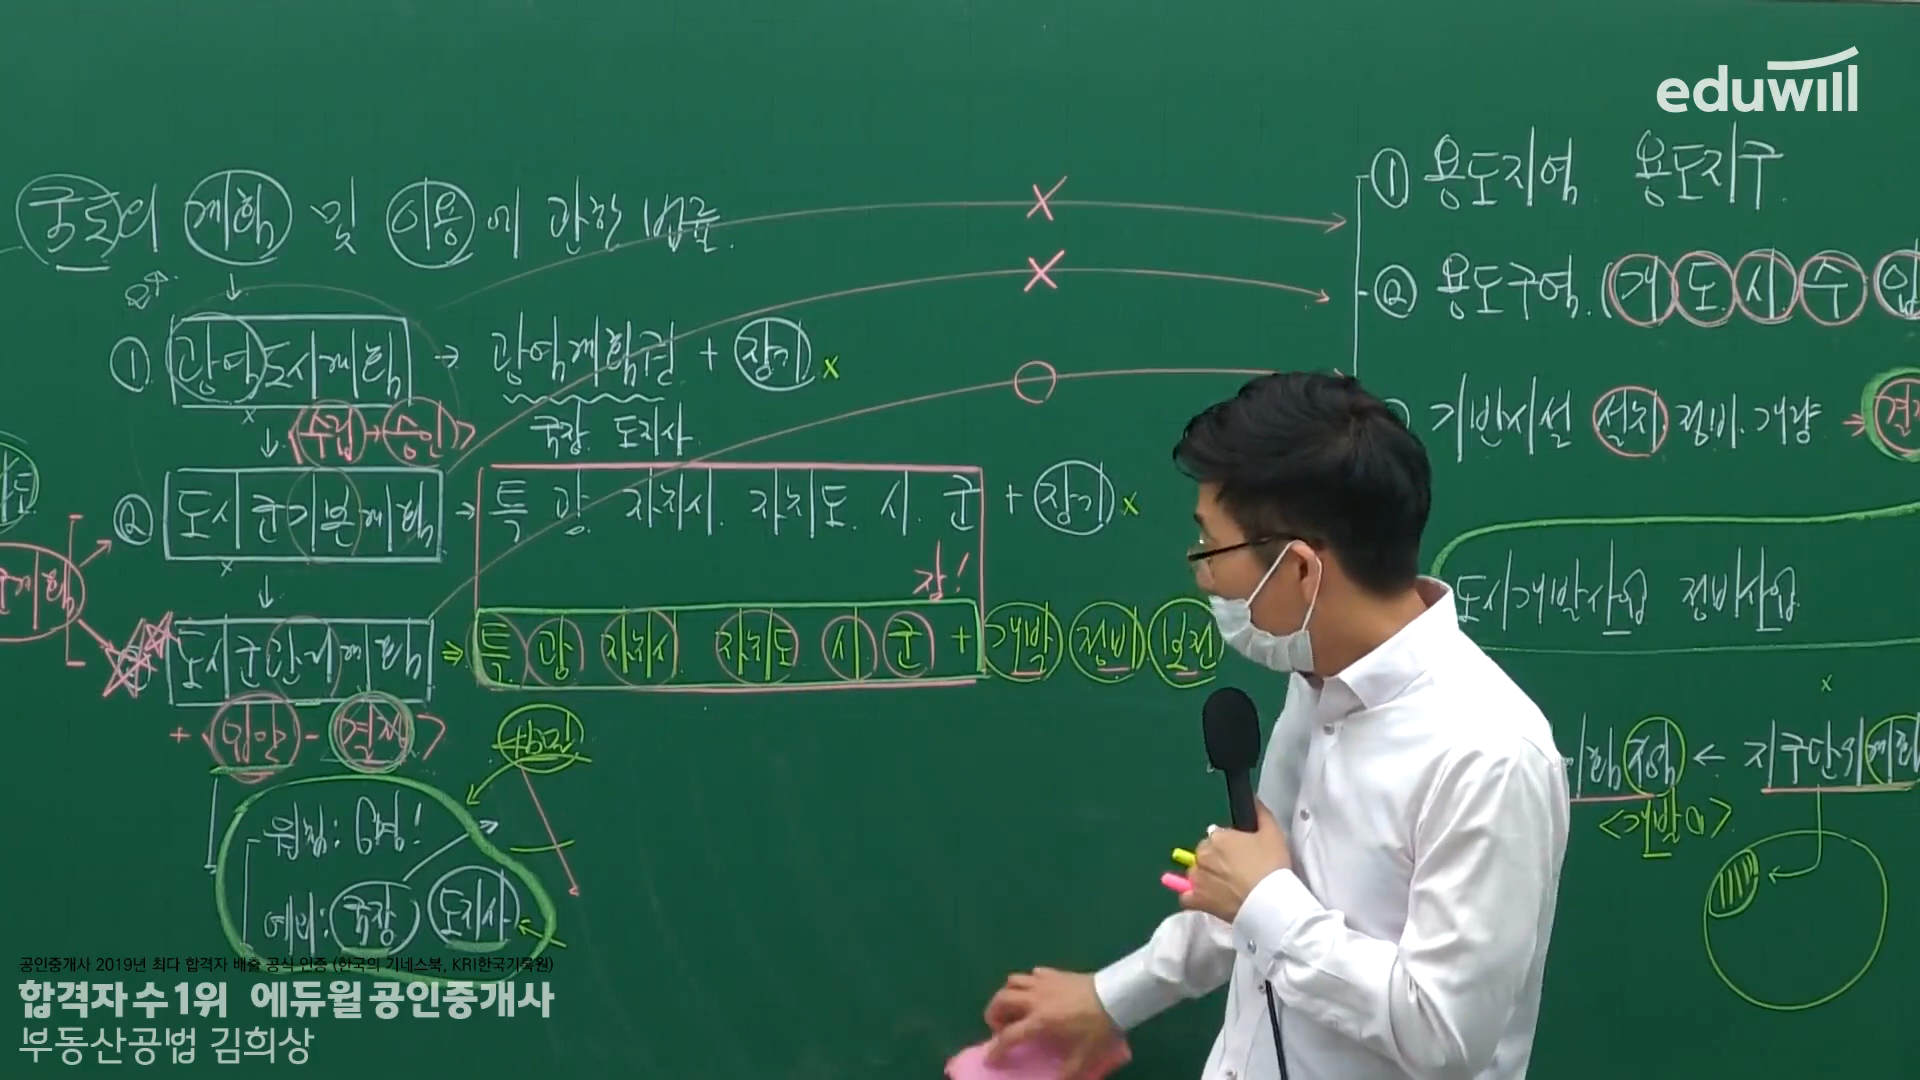 eduwill
국토의 계획 및 이용에 관한 법률.
① 용도지역 용도지구.
② 용도구역. (개 도 시 수 입
① 광역도시계획 → 광역계획권 + 장기 x
국장. 도지사.
<수립→승인>
기반시설 설치. 정비. 개량 →
② 도시군기본계획 → 특 광 자치시. 자치도. 시. 군 + 장기 x
장!
도시개발사업 정비사업
도시군관리계획 ⇒ 특 광 자치시 자치도 시 군 + 개발 정비 보전
x
+ <입안 - 결정>
← 지구단위계획
<개발 >
원칙: 6명!
예외: 국장 도지사
공인중개사 2019년 최다 합격자 배출 공식 인증 (한국의 기네스북, KRI한국기록원)
합격자 수 1위 에듀윌 공인중개사
부동산공법 김희상